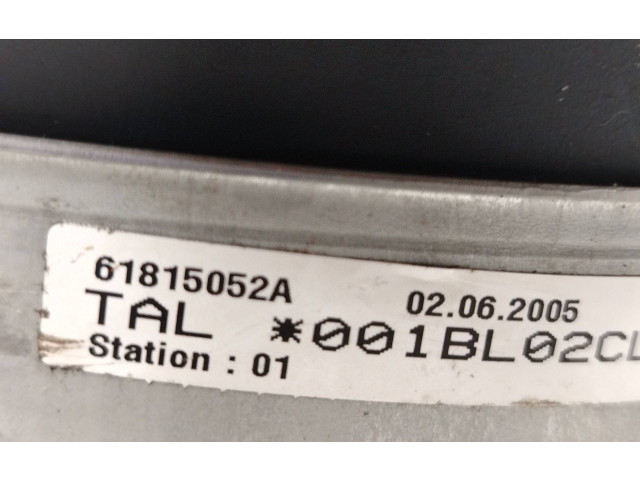 61815052A 02.06.2005
TAL *001BL02CL
Station : 01